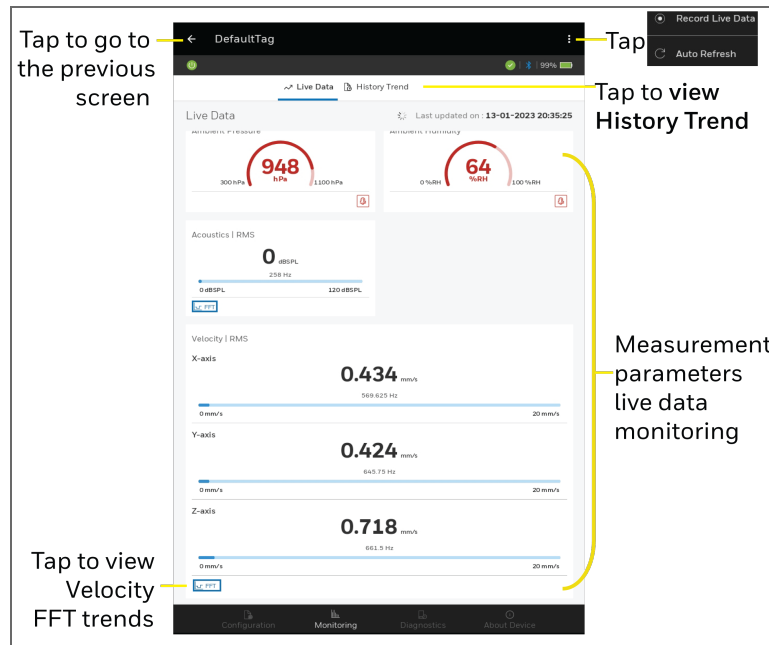 Tap to go to
the previous
screen
DefaultTag
Tap
Record Live Data
Auto Refresh
99%
Live Data
History Trend
Tap to view
History Trend
Live Data
Last updated on : 13-01-2023 20:35:25
Ambient Pressure
Ambient Humidity
948
hPa
300 hPa
1100 hPa
64
%RH
0 %RH
100 %RH
Acoustics | RMS
0 dBSPL
258 Hz
0 dBSPL
120 dBSPL
FFT
Velocity | RMS
X-axis
0.434 mm/s
569.625 Hz
0 mm/s
20 mm/s
Y-axis
0.424 mm/s
645.75 Hz
0 mm/s
20 mm/s
Z-axis
0.718 mm/s
661.5 Hz
0 mm/s
20 mm/s
FFT
Measurement
parameters
live data
monitoring
Tap to view
Velocity
FFT trends
Configuration
Monitoring
Diagnostics
About Device